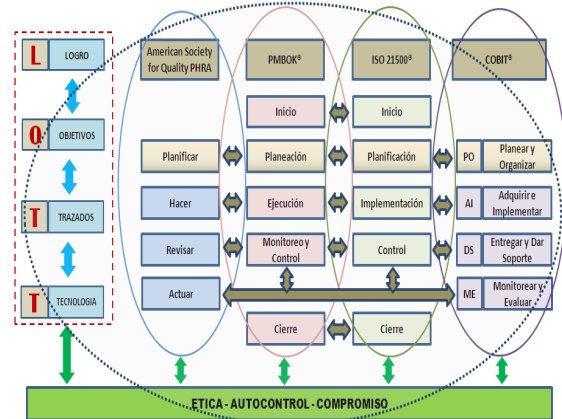 L LOGRO
O OBJETIVOS
T TRAZADOS
T TECNOLOGIA
American Society
for Quality PHRA
PMBOK®
ISO 21500®
COBIT®
Inicio
Inicio
Planificar
Planeación
Planificación
PO
Planear y
Organizar
Hacer
Ejecución
Implementación
AI
Adquirir e
Implementar
Revisar
Monitoreo y
Control
Control
DS
Entregar y Dar
Soporte
Actuar
ME
Monitorear y
Evaluar
Cierre
Cierre
ETICA - AUTOCONTROL - COMPROMISO